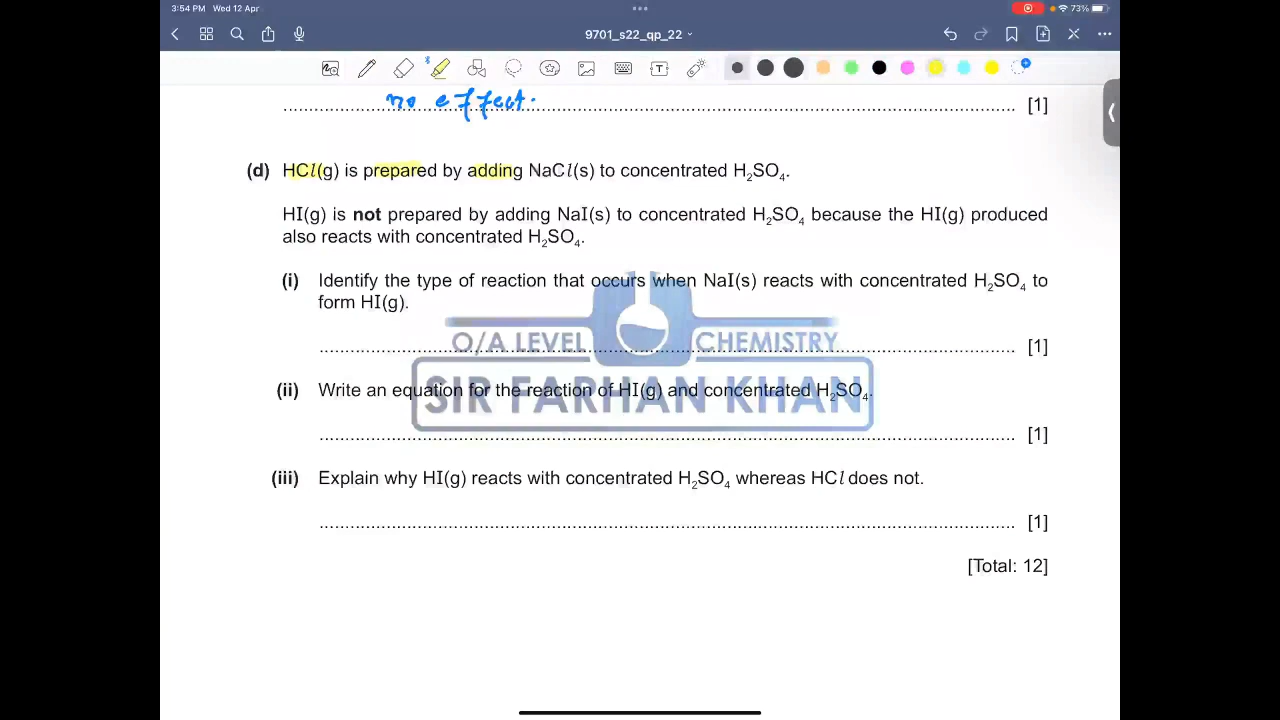 3:54 PM Wed 12 Apr
73%
9701_s22_qp_22
no effect.
[1]
(d) HCl(g) is prepared by adding NaCl(s) to concentrated H₂SO₄.
HI(g) is not prepared by adding NaI(s) to concentrated H₂SO₄ because the HI(g) produced
also reacts with concentrated H₂SO₄.
(i) Identify the type of reaction that occurs when NaI(s) reacts with concentrated H₂SO₄ to
form HI(g).
O/A LEVEL CHEMISTRY
[1]
SIR FARHAN KHAN
(ii) Write an equation for the reaction of HI(g) and concentrated H₂SO₄.
[1]
(iii) Explain why HI(g) reacts with concentrated H₂SO₄ whereas HCl does not.
[1]
[Total: 12]